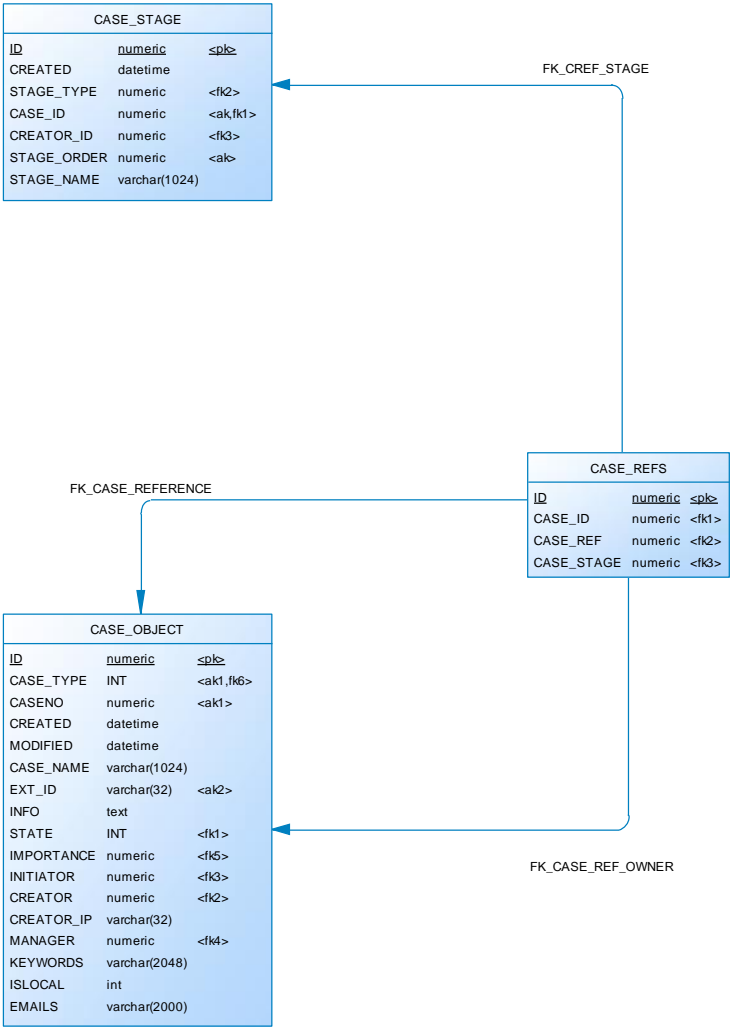 CASE_STAGE
ID numeric <pk>
CREATED datetime
STAGE_TYPE numeric <fk2>
CASE_ID numeric <ak,fk1>
CREATOR_ID numeric <fk3>
STAGE_ORDER numeric <ak>
STAGE_NAME varchar(1024)
FK_CREF_STAGE
CASE_REFS
ID numeric <pk>
CASE_ID numeric <fk1>
CASE_REF numeric <fk2>
CASE_STAGE numeric <fk3>
FK_CASE_REFERENCE
CASE_OBJECT
ID numeric <pk>
CASE_TYPE INT <ak1,fk6>
CASENO numeric <ak1>
CREATED datetime
MODIFIED datetime
CASE_NAME varchar(1024)
EXT_ID varchar(32) <ak2>
INFO text
STATE INT <fk1>
IMPORTANCE numeric <fk5>
INITIATOR numeric <fk3>
CREATOR numeric <fk2>
CREATOR_IP varchar(32)
MANAGER numeric <fk4>
KEYWORDS varchar(2048)
ISLOCAL int
EMAILS varchar(2000)
FK_CASE_REF_OWNER